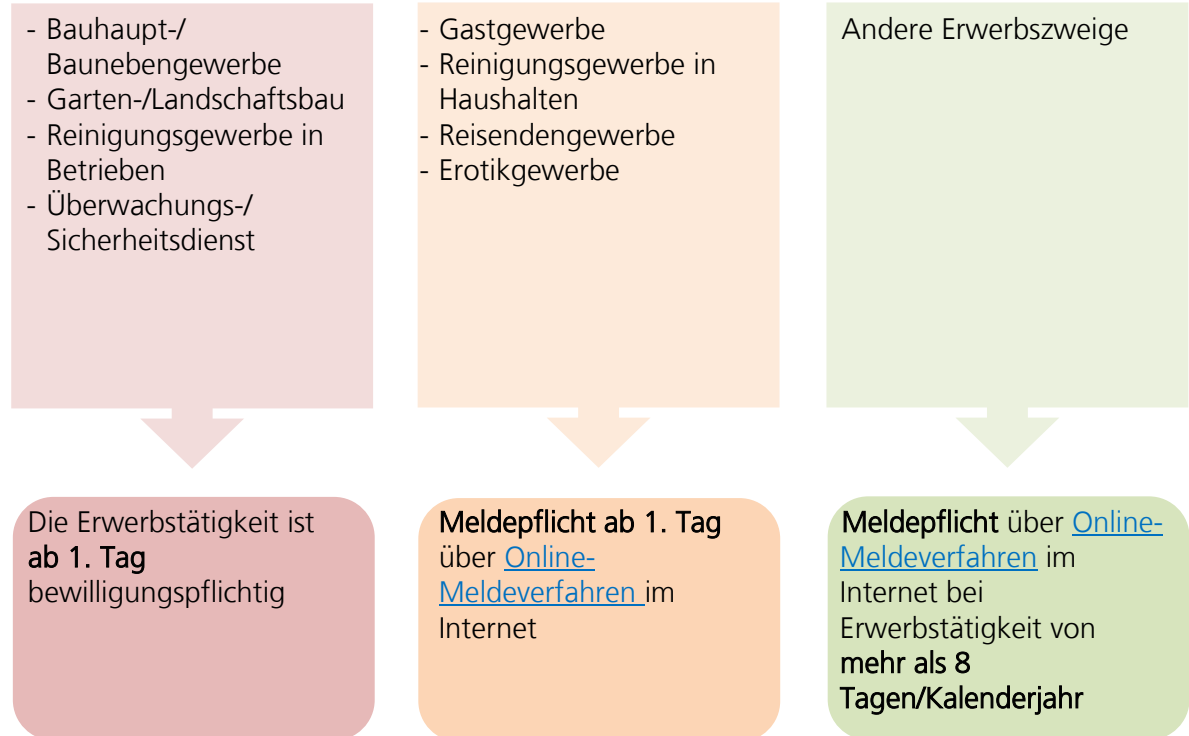 - Bauhaupt-/
Baunebengewerbe
- Garten-/Landschaftsbau
- Reinigungsgewerbe in
Betrieben
- Überwachungs-/
Sicherheitsdienst
- Gastgewerbe
- Reinigungsgewerbe in
Haushalten
- Reisendengewerbe
- Erotikgewerbe
Andere Erwerbszweige
Die Erwerbstätigkeit ist
ab 1. Tag
bewilligungspflichtig
Meldepflicht ab 1. Tag
über Online-
Meldeverfahren im
Internet
Meldepflicht über Online-
Meldeverfahren im
Internet bei
Erwerbstätigkeit von
mehr als 8
Tagen/Kalenderjahr